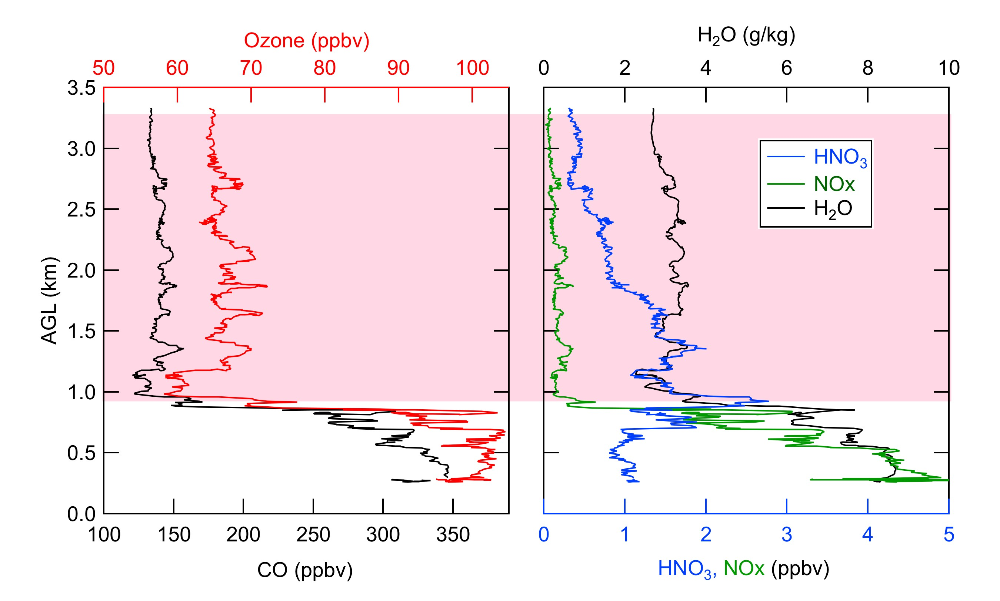 Ozone (ppbv)
H₂O (g/kg)
50 60 70 80 90 100
0 2 4 6 8 10
3.5
3.0
2.5
2.0
1.5
1.0
0.5
0.0
AGL (km)
HNO₃
NOx
H₂O
100 150 200 250 300 350
0 1 2 3 4 5
CO (ppbv)
HNO₃, NOx (ppbv)